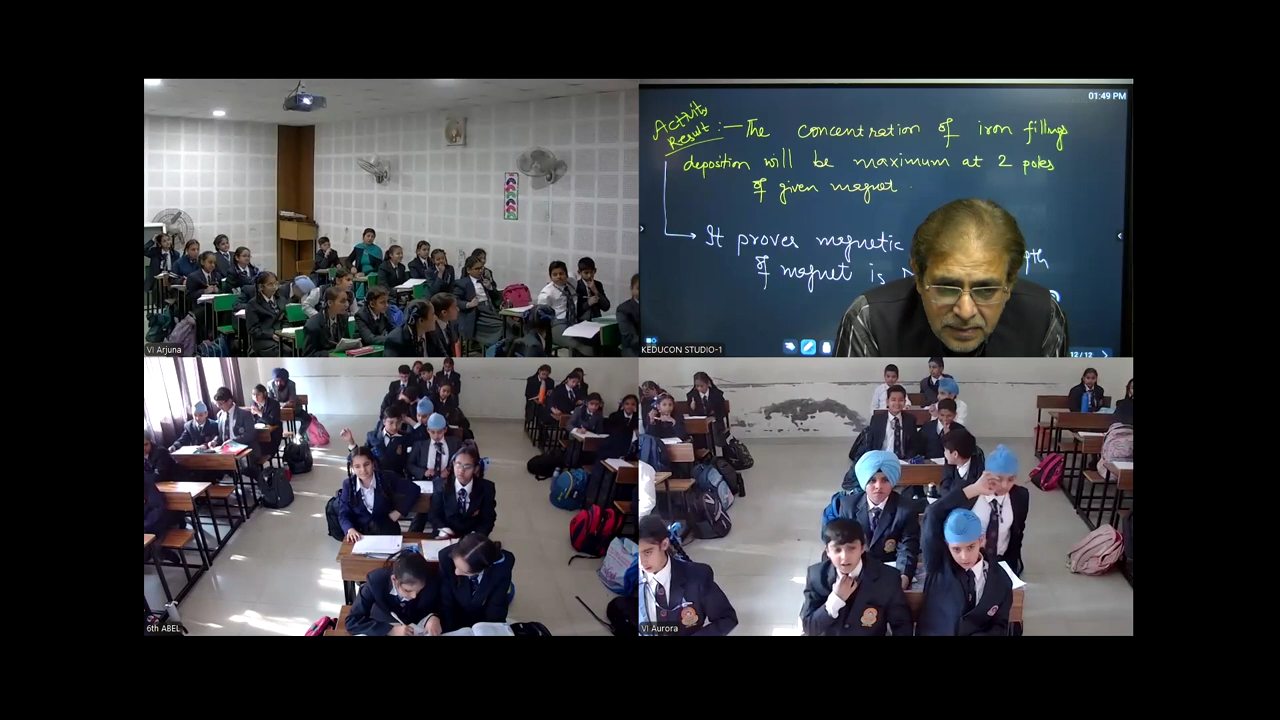 01:49 PM
Activity
Result :- The concentration of iron fillings
deposition will be maximum at 2 poles
of given magnet.
It proves magnetic
of magnet is
VI Arjuna
KEDUCON STUDIO-1
12/12
6th ABEL
VI Aurora